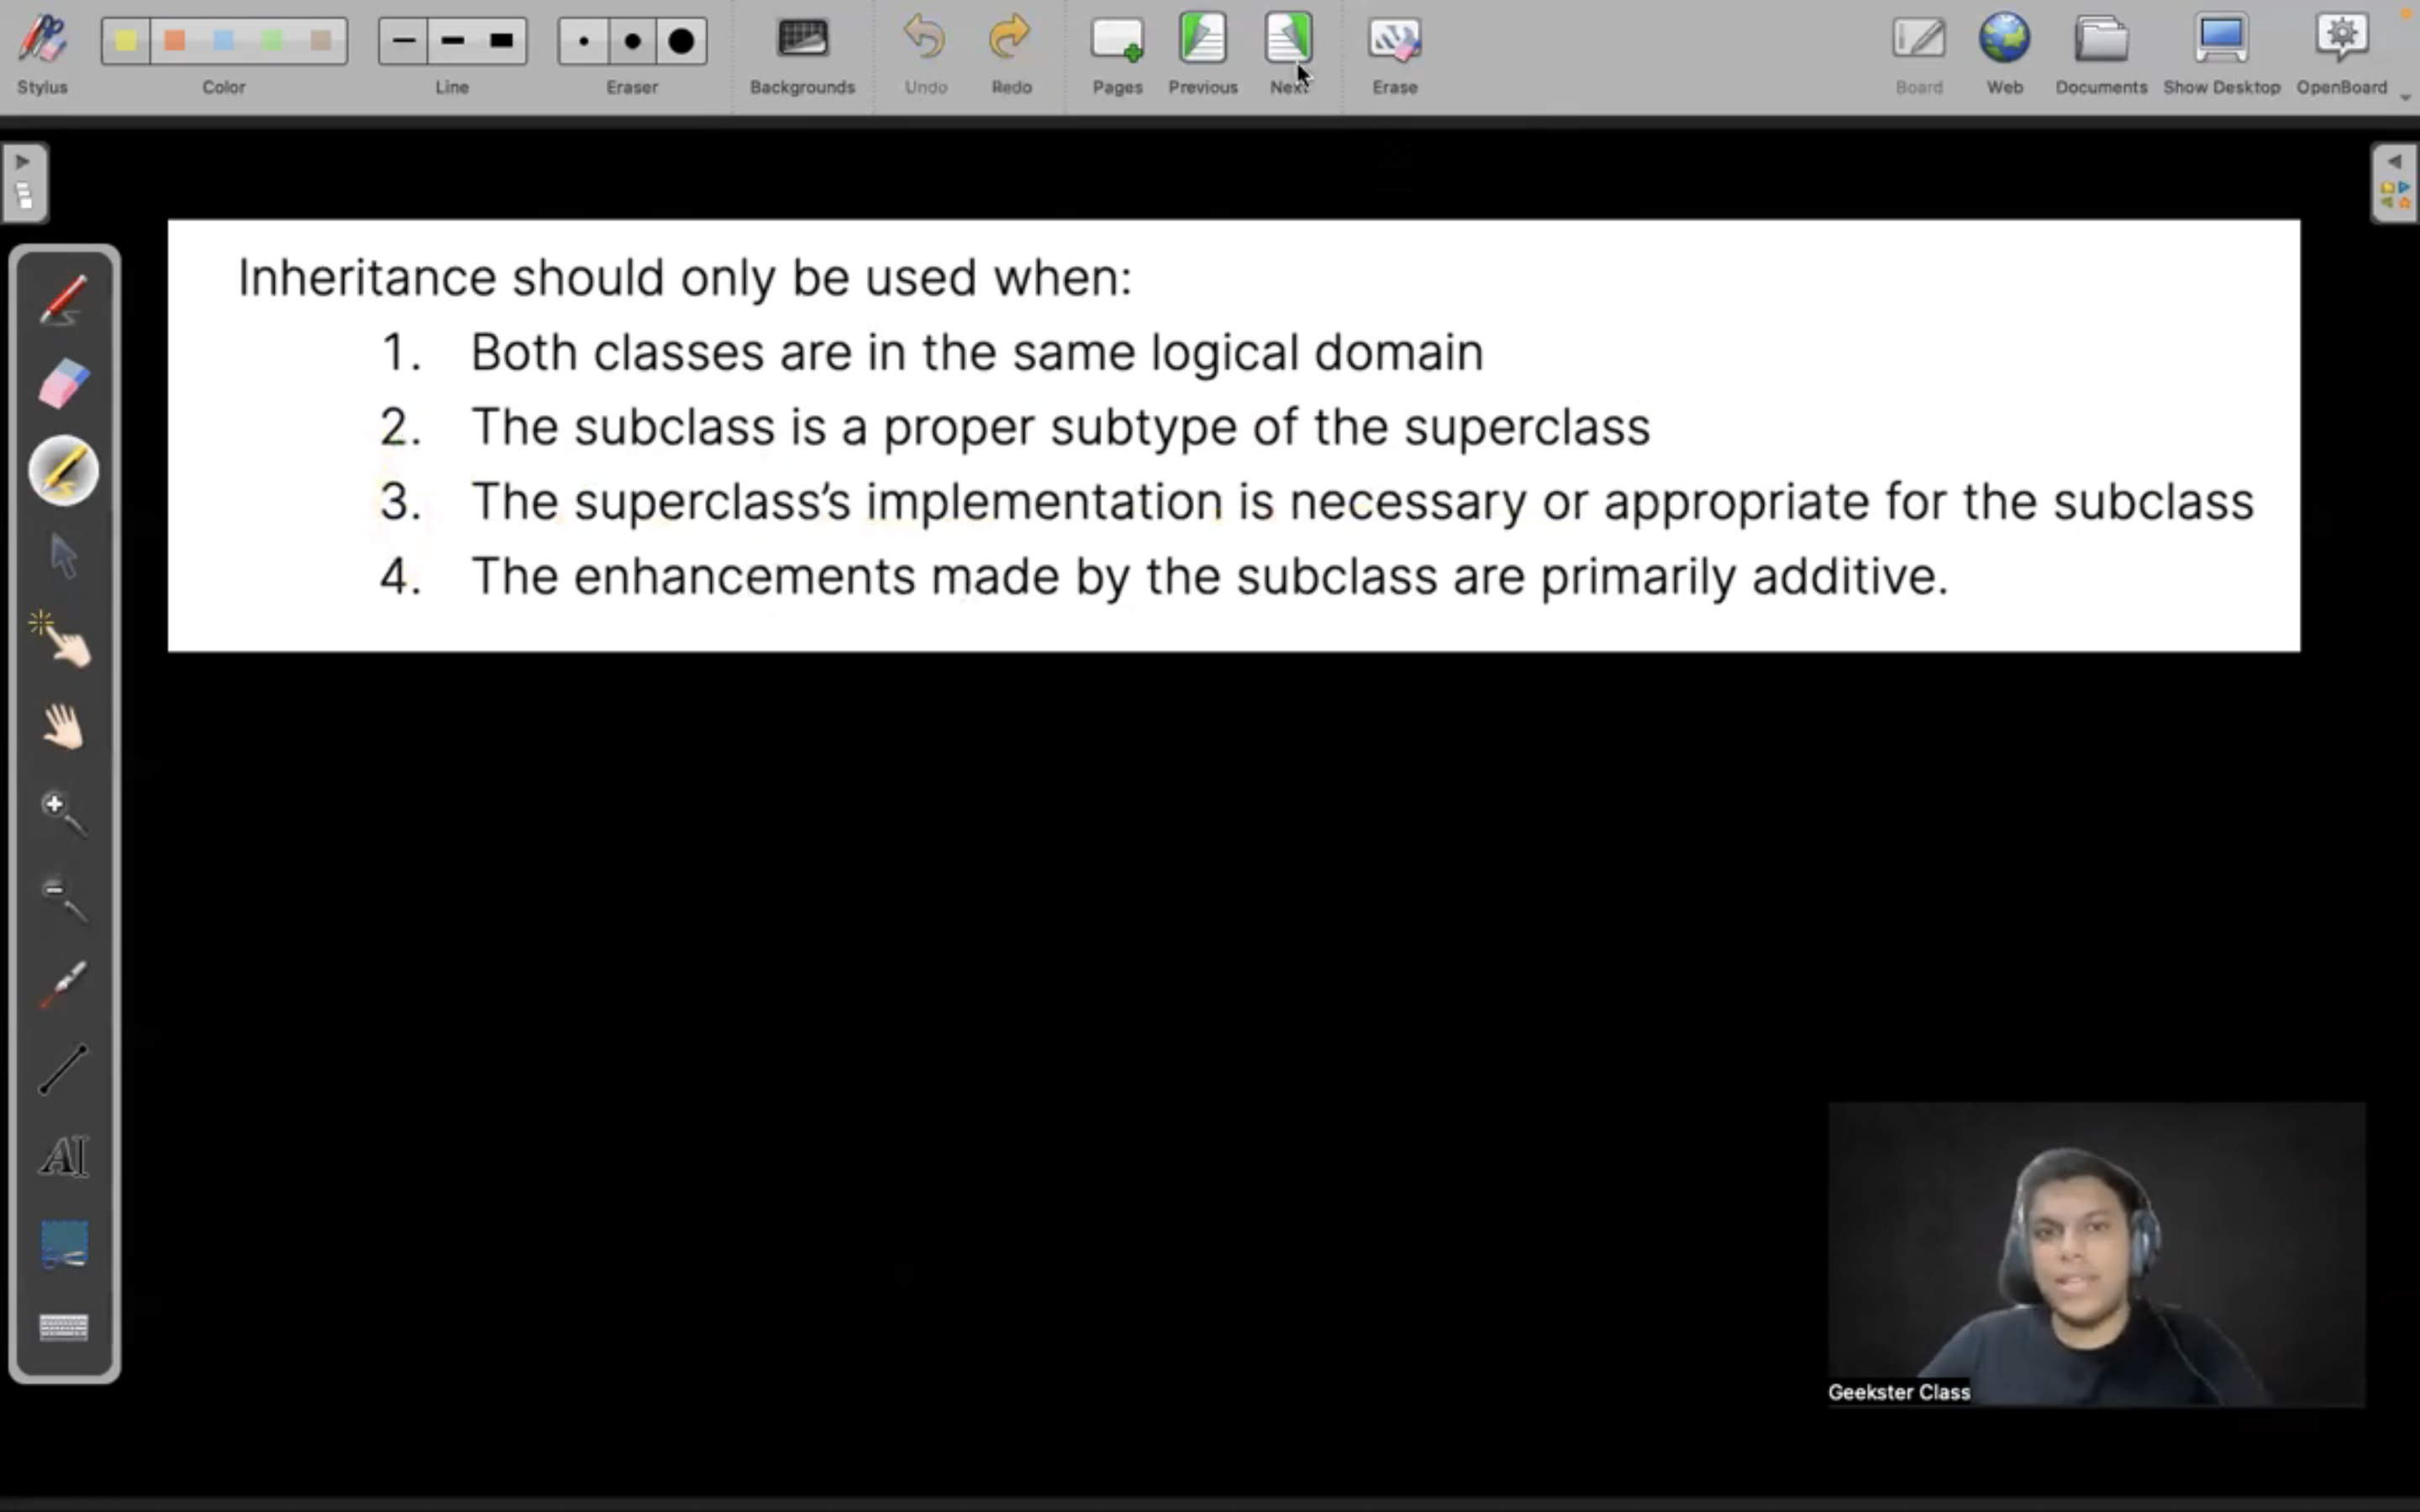 Stylus
Color
Line
Eraser
Backgrounds
Undo
Redo
Pages
Previous
Next
Erase
Board
Web
Documents
Show Desktop
OpenBoard
Inheritance should only be used when:
1. Both classes are in the same logical domain
2. The subclass is a proper subtype of the superclass
3. The superclass’s implementation is necessary or appropriate for the subclass
4. The enhancements made by the subclass are primarily additive.
AI
Geekster Class